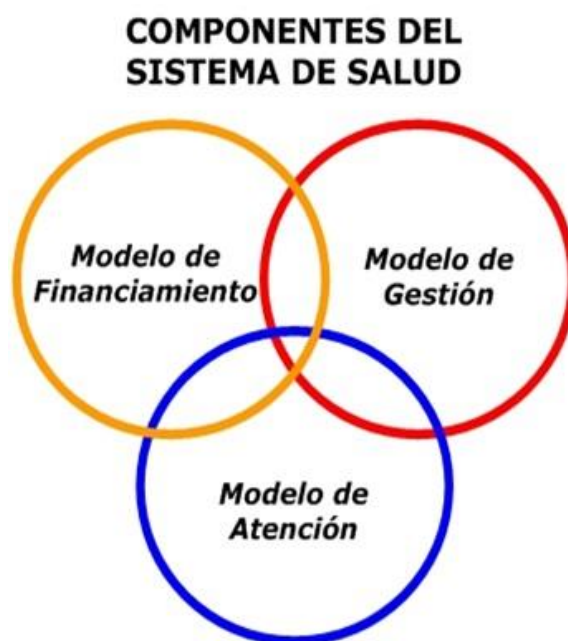 COMPONENTES DEL
SISTEMA DE SALUD
Modelo de
Financiamiento
Modelo de
Gestión
Modelo de
Atención